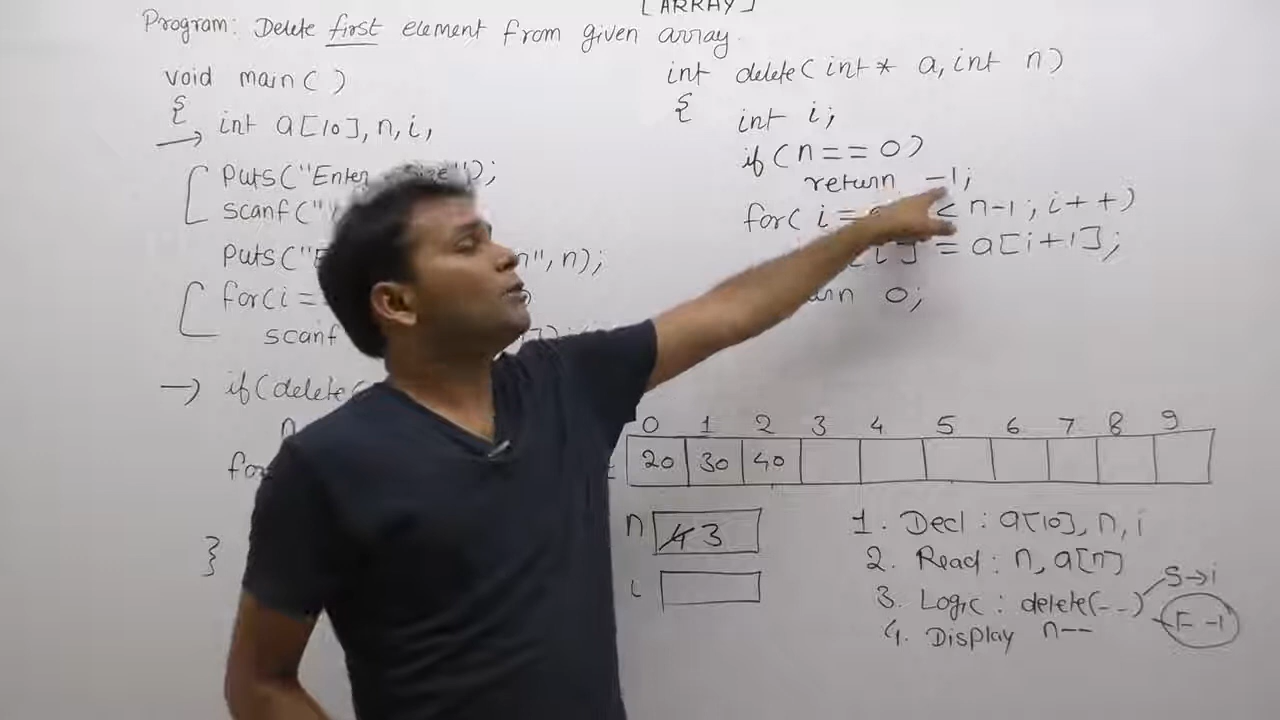 [ARRAY]
Program: Delete first element from given array.
void main( )
{
int a[10], n, i,
Puts("Enter Size");
scanf("
Puts("E n", n);
for(i =
scanf
if(delete(
n
for
}
int delete(int* a, int n)
{
int i;
if(n==0)
return -1;
for( i = < n-1 ; i++)
[i] = a[i+1];
0;
0 1 2 3 4 5 6 7 8 9
20 30 40
n 4 3
i
1. Decl : a[10], n, i
2. Read : n, a[n]
3. Logic : delete(--) S→i
F -1
4. Display n--